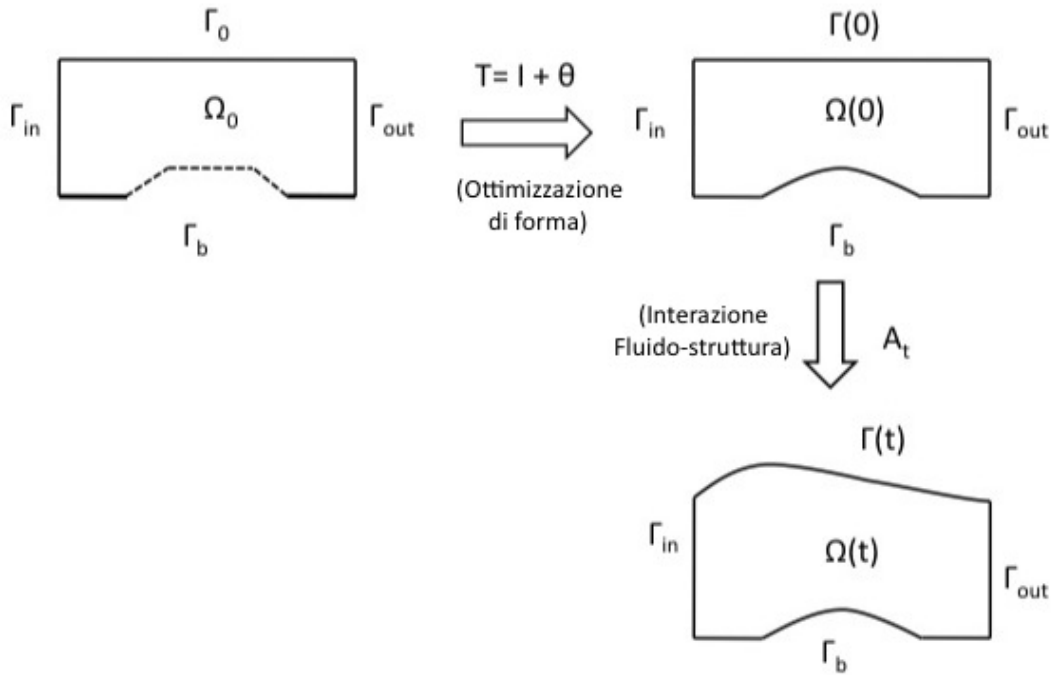 Γ₀
Γin
Ω₀
Γout
Γb
T= I + θ
(Ottimizzazione
di forma)
Γ(0)
Γin
Ω(0)
Γout
Γb
(Interazione
Fluido-struttura)
At
Γ(t)
Γin
Ω(t)
Γout
Γb